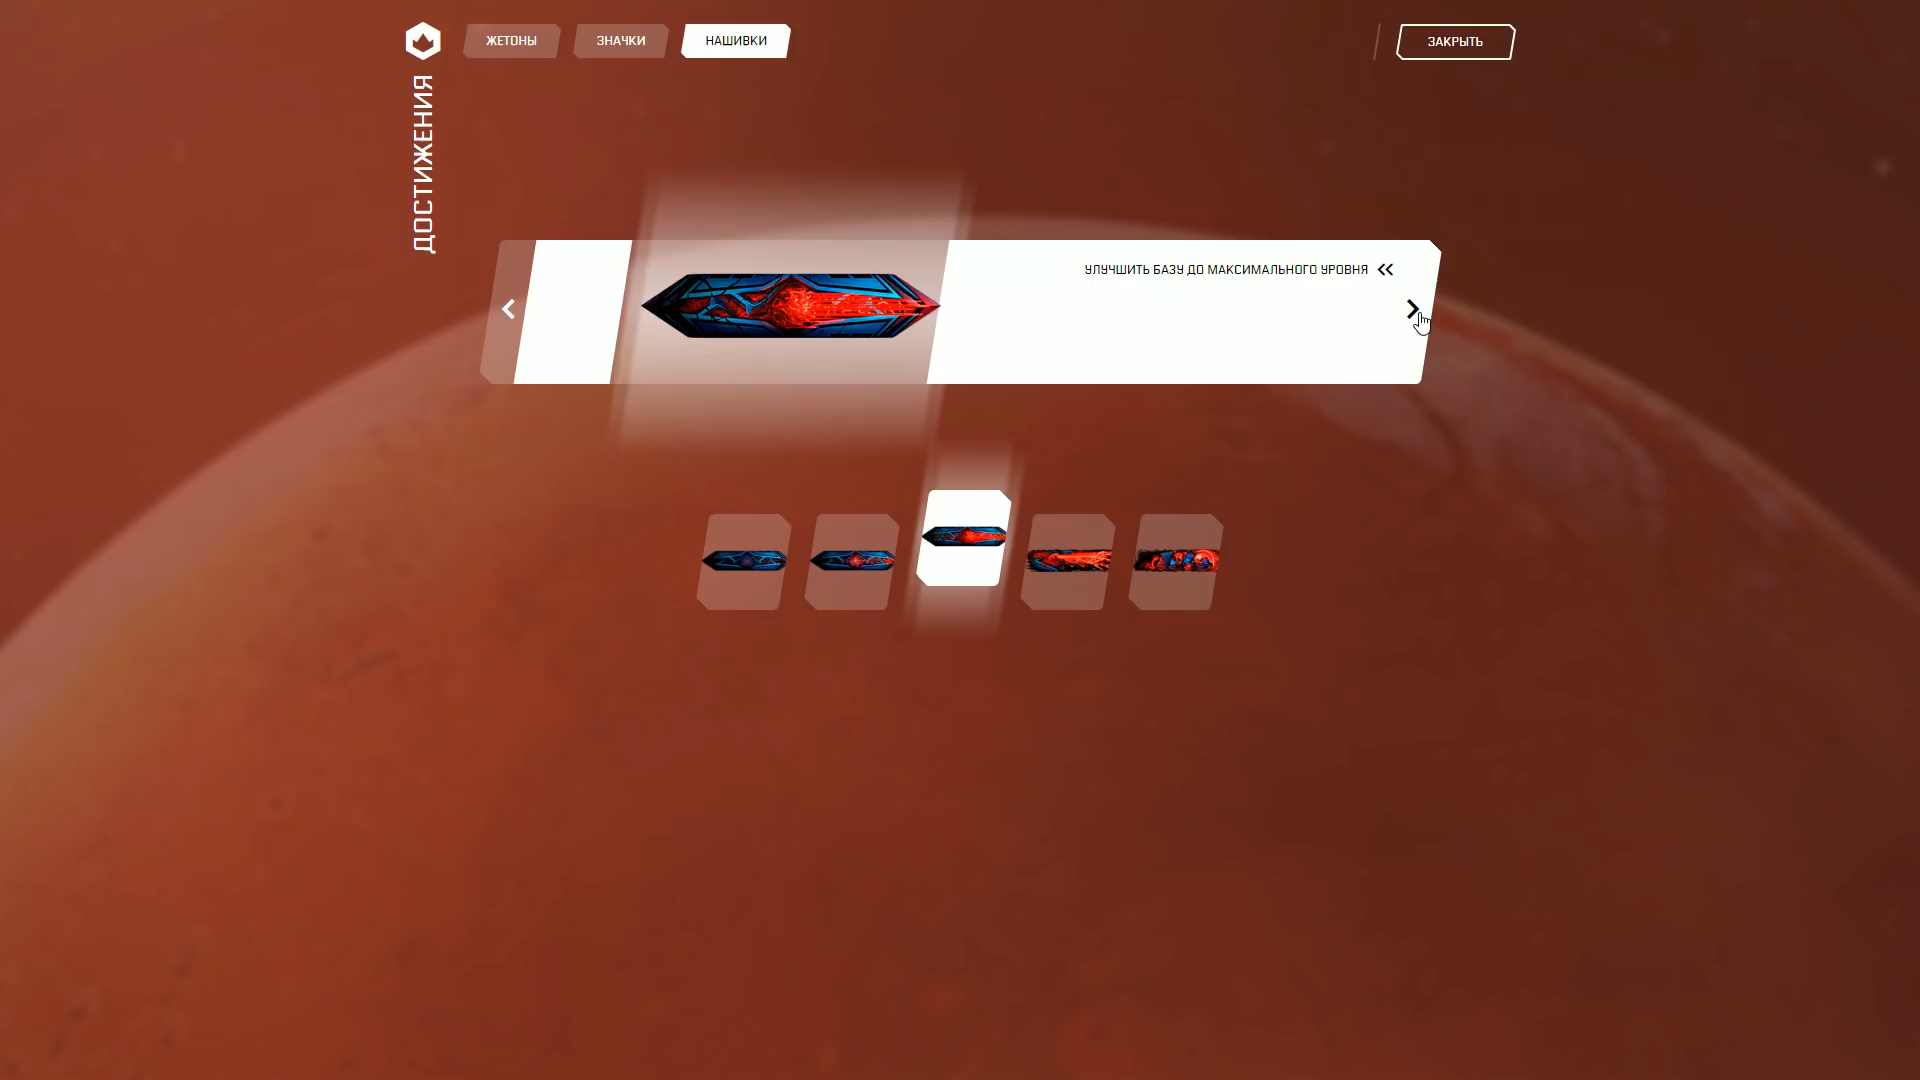 ЖЕТОНЫ
ЗНАЧКИ
НАШИВКИ
ЗАКРЫТЬ
ДОСТИЖЕНИЯ
УЛУЧШИТЬ БАЗУ ДО МАКСИМАЛЬНОГО УРОВНЯ